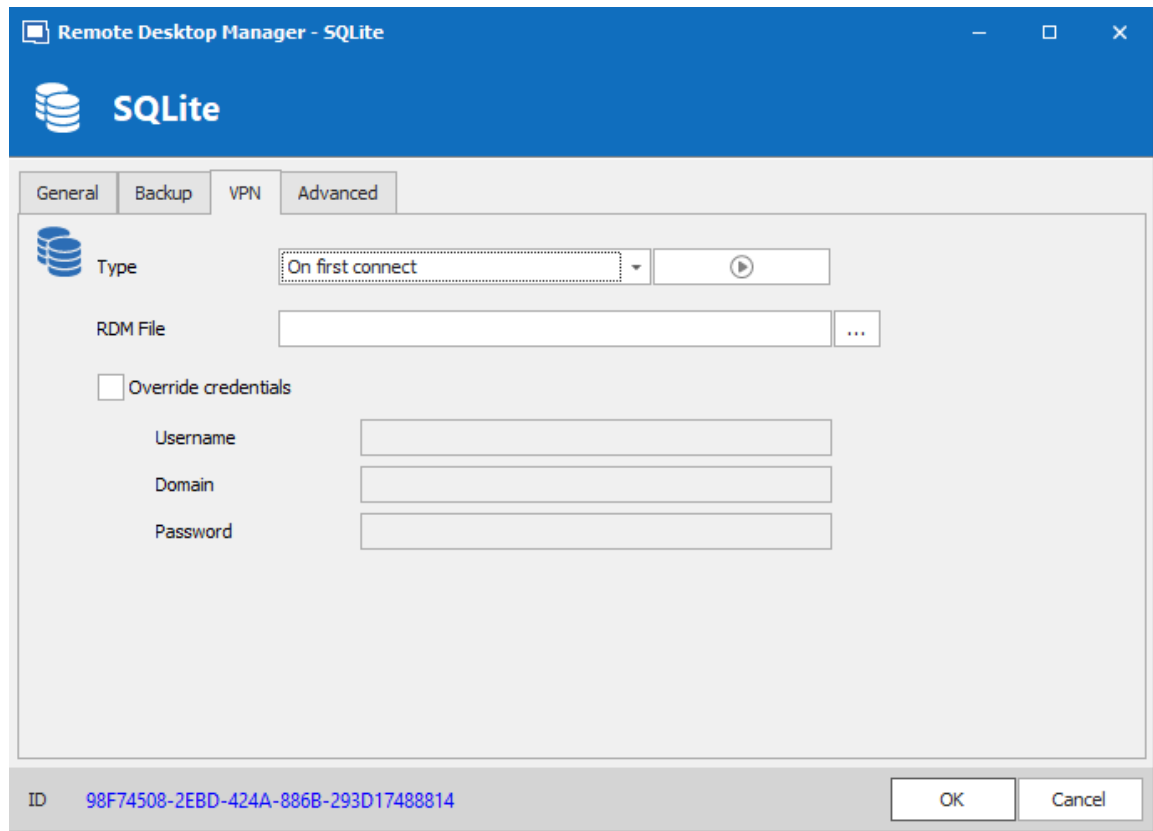 Remote Desktop Manager - SQLite
SQLite
General Backup VPN Advanced
Type On first connect
RDM File ...
Override credentials
Username
Domain
Password
ID 98F74508-2EBD-424A-886B-293D17488814 OK Cancel